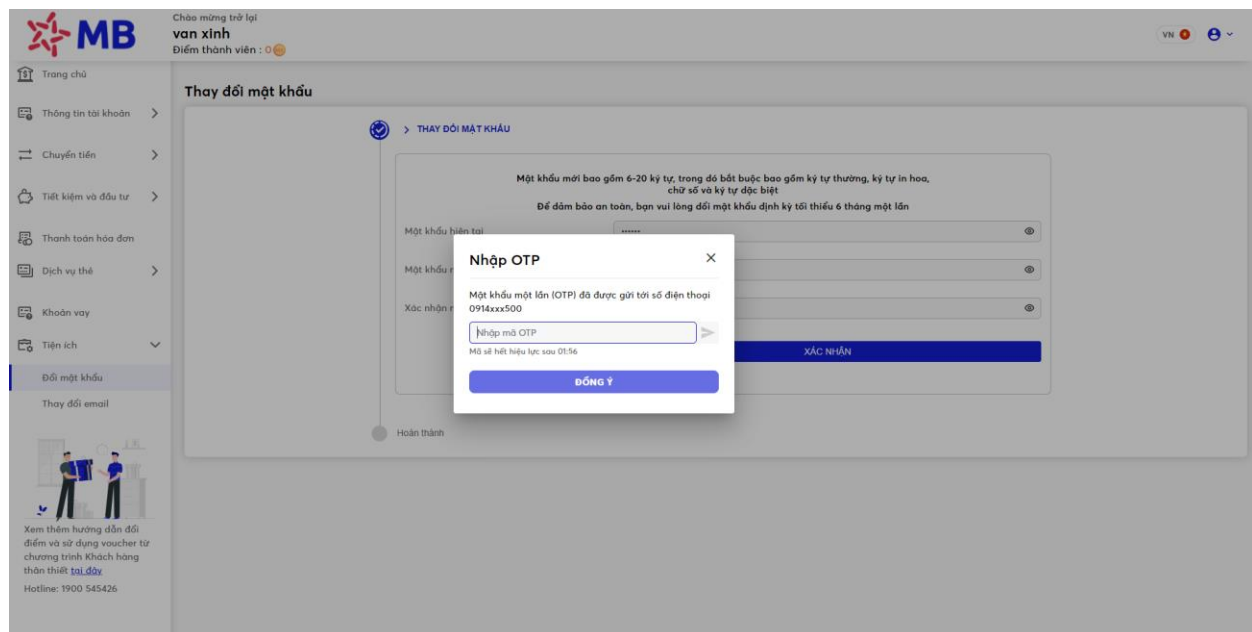 MB
Chào mừng trở lại
van xinh
Điểm thành viên : 0
VN
Trang chủ
Thông tin tài khoản
Chuyển tiền
Tiết kiệm và đầu tư
Thanh toán hóa đơn
Dịch vụ thẻ
Khoản vay
Tiện ích
Đổi mật khẩu
Thay đổi email
Xem thêm hướng dẫn đổi
điểm và sử dụng voucher từ
chương trình Khách hàng
thân thiết tại đây
Hotline: 1900 545426
Thay đổi mật khẩu
THAY ĐỔI MẬT KHẨU
Mật khẩu mới bao gồm 6-20 ký tự, trong đó bắt buộc bao gồm ký tự thường, ký tự in hoa,
chữ số và ký tự đặc biệt
Để đảm bảo an toàn, bạn vui lòng đổi mật khẩu định kỳ tối thiểu 6 tháng một lần
Mật khẩu hiện tại
Mật khẩu
Xác nhận
XÁC NHẬN
Nhập OTP
Mật khẩu một lần (OTP) đã được gửi tới số điện thoại
0914xxx500
Nhập mã OTP
Mã sẽ hết hiệu lực sau 01:56
ĐỒNG Ý
Hoàn thành